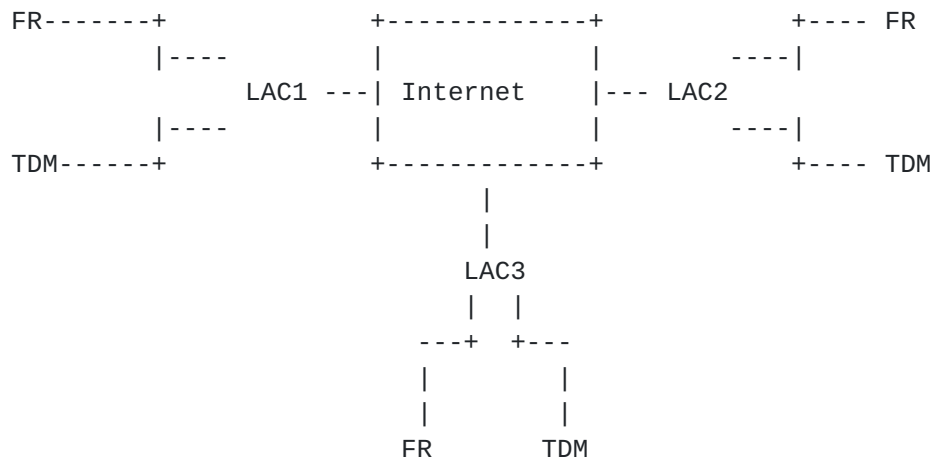 FR-------+             +-------------+            +---- FR
         |----         |             |        ----|
              LAC1 ---| Internet    |--- LAC2
         |----         |             |        ----|
TDM------+             +-------------+            +---- TDM
                              |
                              |
                             LAC3
                             |  |
                          ---+  +---
                          |        |
                          |        |
                         FR       TDM